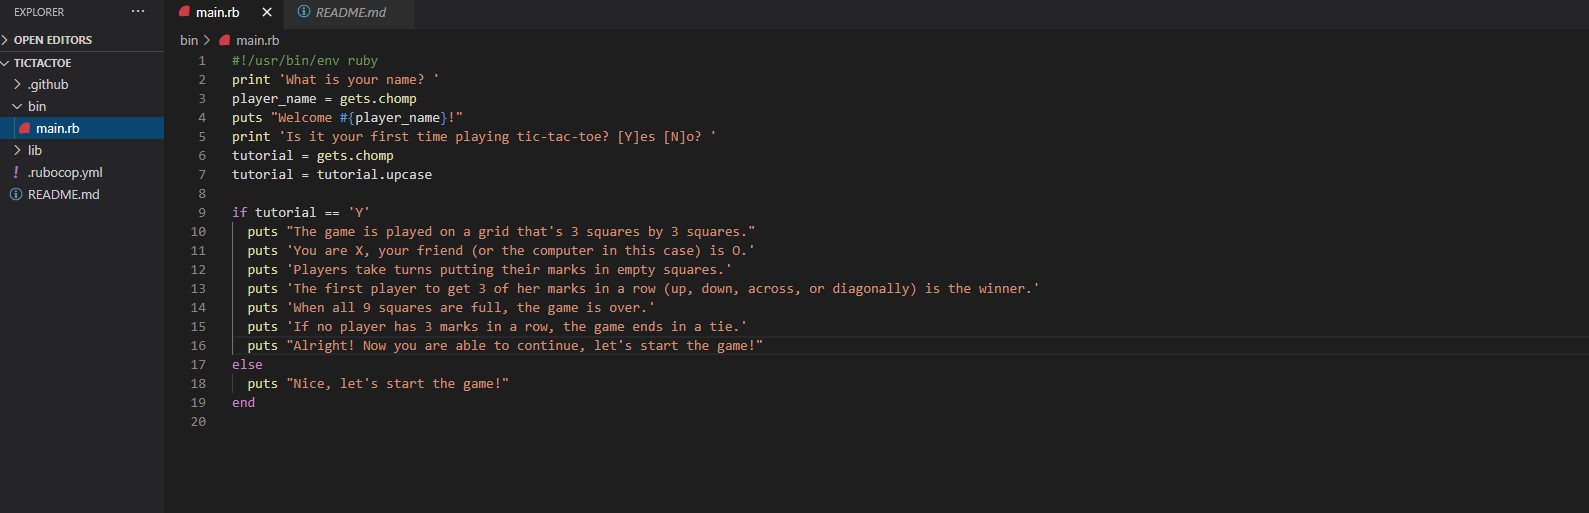 EXPLORER ···
OPEN EDITORS
TICTACTOE
.github
bin
main.rb
lib
! .rubocop.yml
README.md
main.rb × README.md
bin > main.rb
1 #!/usr/bin/env ruby
2 print 'What is your name? '
3 player_name = gets.chomp
4 puts "Welcome #{player_name}!"
5 print 'Is it your first time playing tic-tac-toe? [Y]es [N]o? '
6 tutorial = gets.chomp
7 tutorial = tutorial.upcase
8
9 if tutorial == 'Y'
10 puts "The game is played on a grid that's 3 squares by 3 squares."
11 puts 'You are X, your friend (or the computer in this case) is O.'
12 puts 'Players take turns putting their marks in empty squares.'
13 puts 'The first player to get 3 of her marks in a row (up, down, across, or diagonally) is the winner.'
14 puts 'When all 9 squares are full, the game is over.'
15 puts 'If no player has 3 marks in a row, the game ends in a tie.'
16 puts "Alright! Now you are able to continue, let's start the game!"
17 else
18 puts "Nice, let's start the game!"
19 end
20